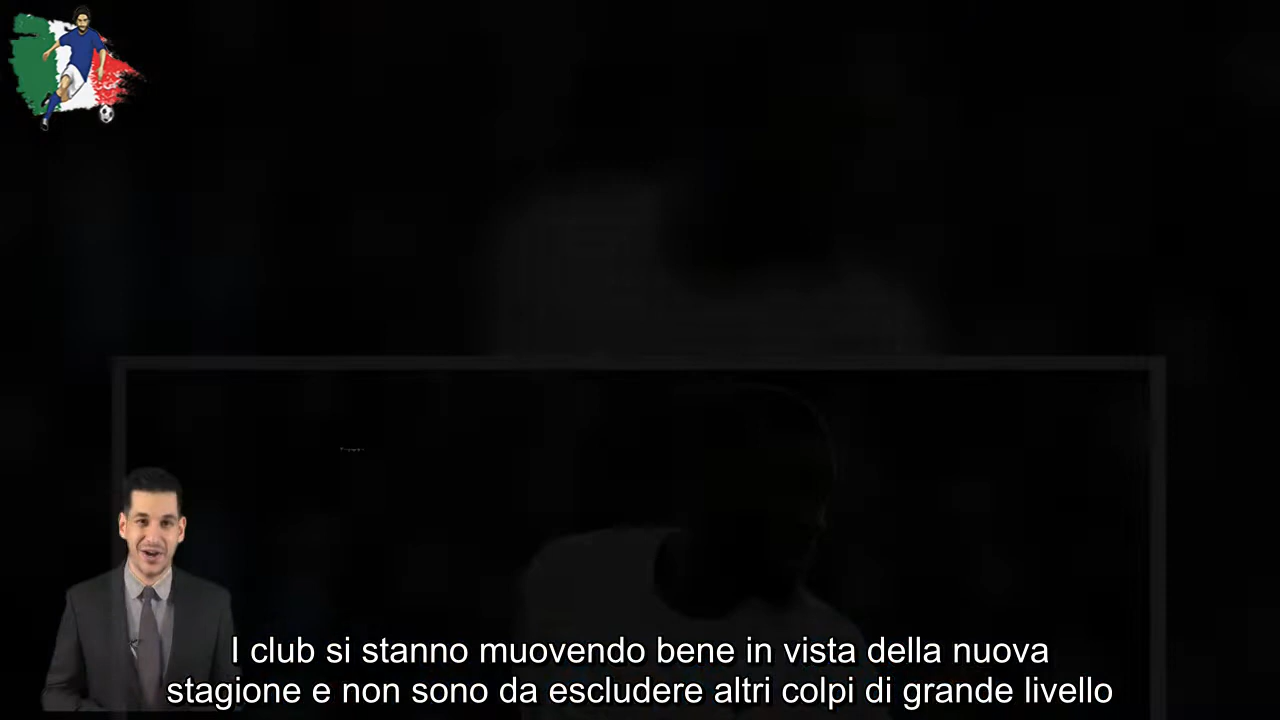 I club si stanno muovendo bene in vista della nuova
stagione e non sono da escludere altri colpi di grande livello